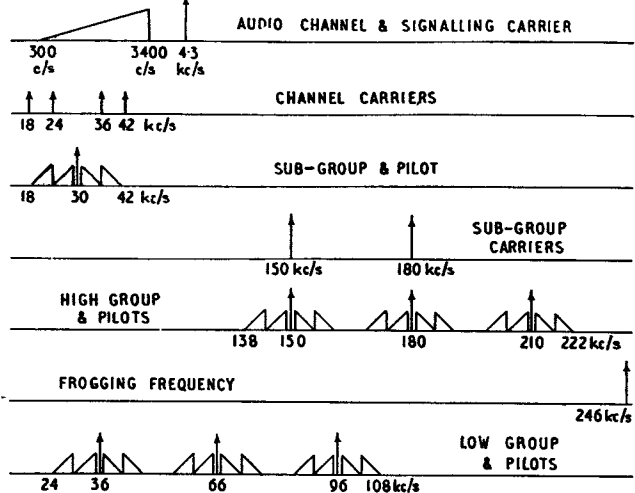 AUDIO CHANNEL & SIGNALLING CARRIER
300 3400 4·3
c/s c/s kc/s
CHANNEL CARRIERS
18 24 36 42 kc/s
SUB-GROUP & PILOT
18 30 42 kc/s
SUB-GROUP
CARRIERS
150 kc/s 180 kc/s
HIGH GROUP
& PILOTS
138 150 180 210 222 kc/s
FROGGING FREQUENCY
246 kc/s
LOW GROUP
& PILOTS
24 36 66 96 108 kc/s